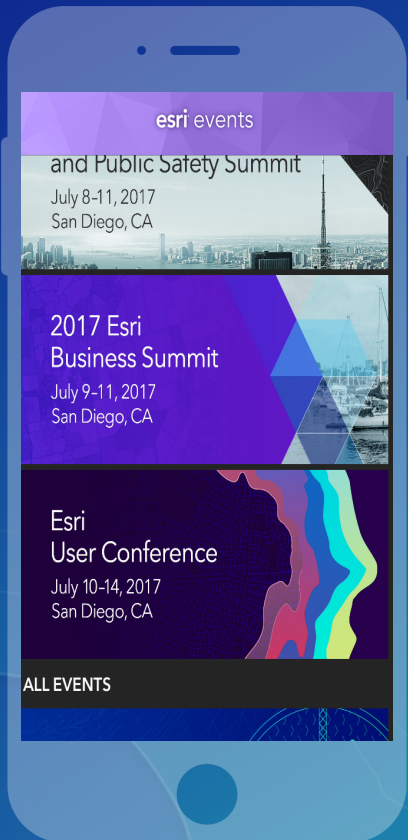 esri events
and Public Safety Summit
July 8-11, 2017
San Diego, CA
2017 Esri
Business Summit
July 9-11, 2017
San Diego, CA
Esri
User Conference
July 10-14, 2017
San Diego, CA
ALL EVENTS